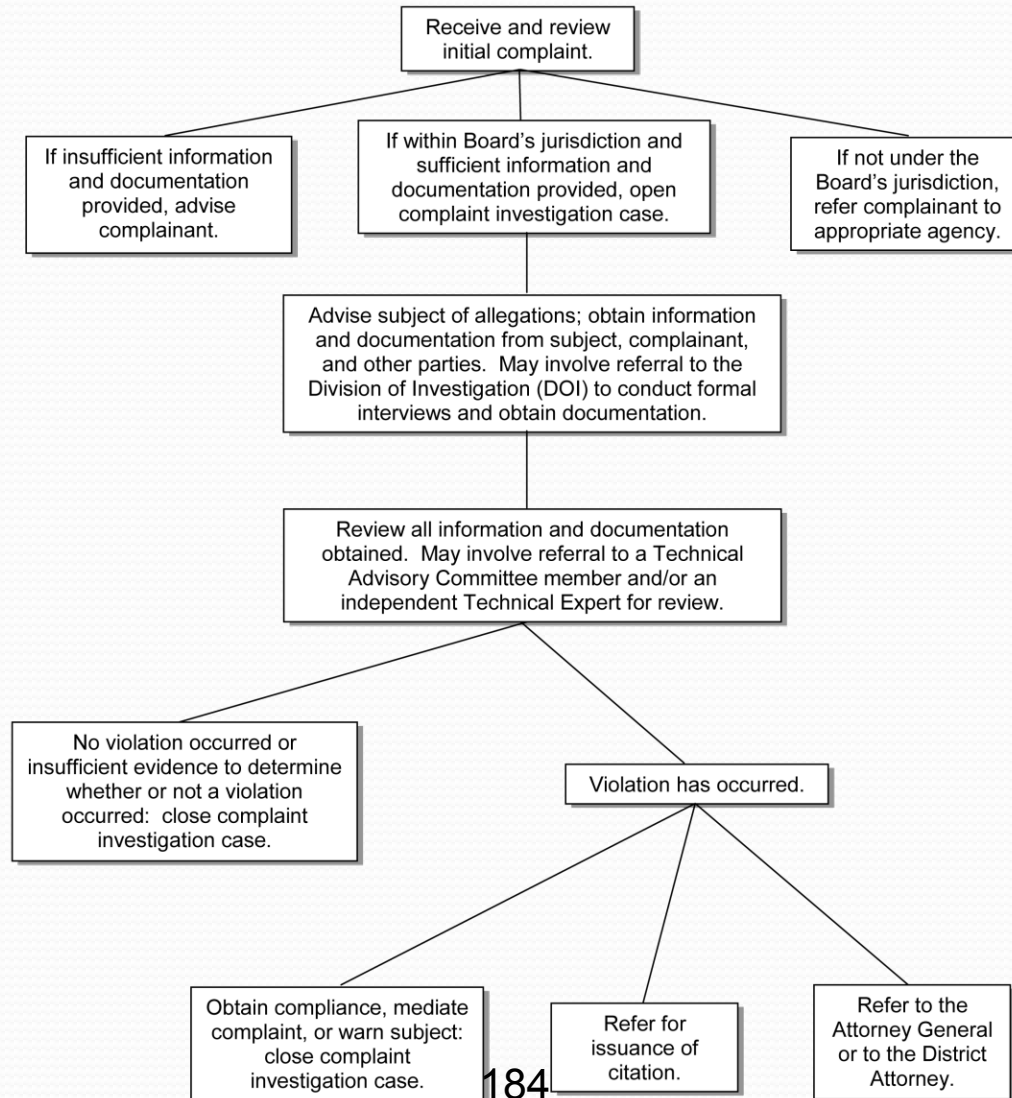 Receive and review
initial complaint.
If insufficient information
and documentation
provided, advise
complainant.
If within Board’s jurisdiction and
sufficient information and
documentation provided, open
complaint investigation case.
If not under the
Board’s jurisdiction,
refer complainant to
appropriate agency.
Advise subject of allegations; obtain information
and documentation from subject, complainant,
and other parties.  May involve referral to the
Division of Investigation (DOI) to conduct formal
interviews and obtain documentation.
Review all information and documentation
obtained.  May involve referral to a Technical
Advisory Committee member and/or an
independent Technical Expert for review.
No violation occurred or
insufficient evidence to determine
whether or not a violation
occurred:  close complaint
investigation case.
Violation has occurred.
Obtain compliance, mediate
complaint, or warn subject:
close complaint
investigation case.
Refer for
issuance of
citation.
Refer to the
Attorney General
or to the District
Attorney.
184